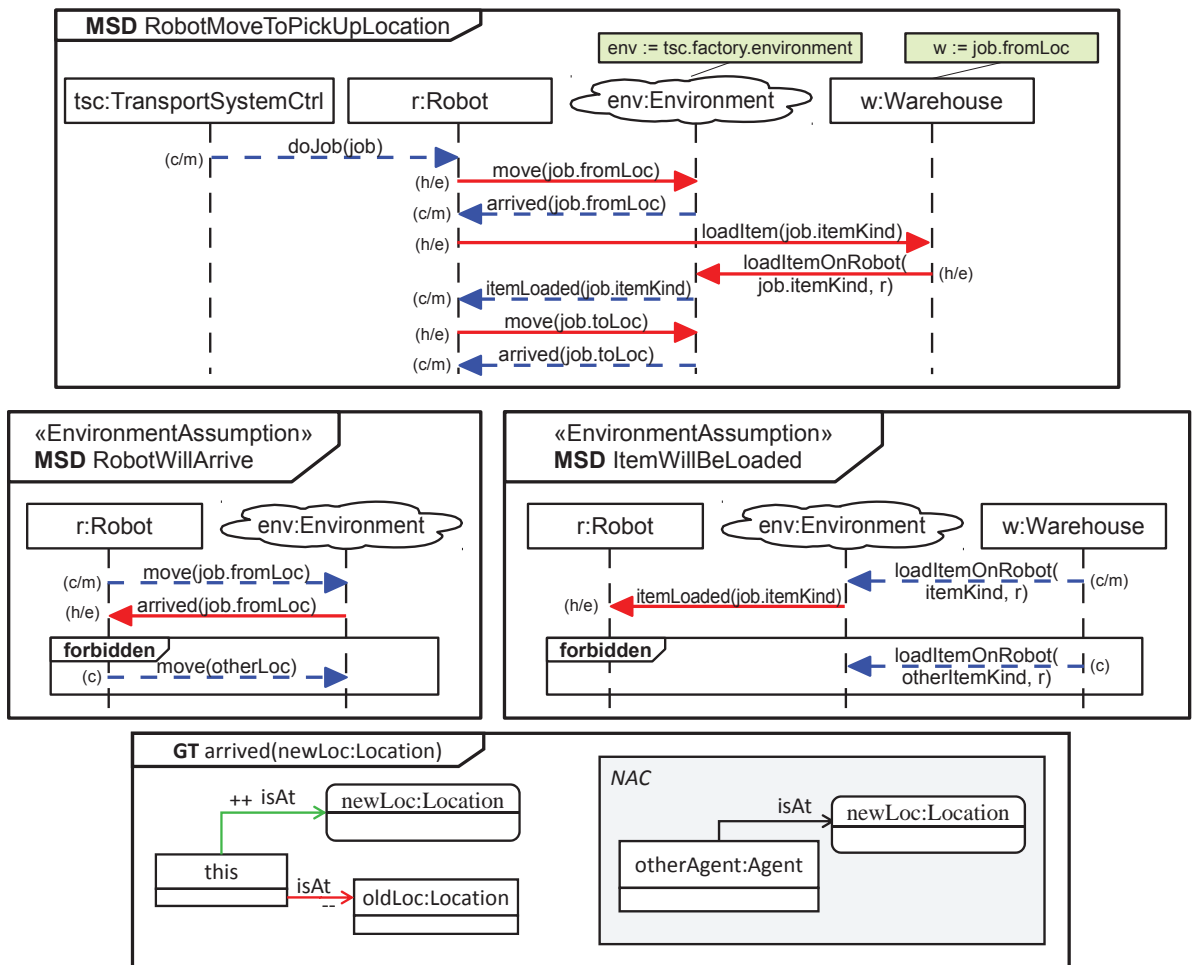 MSD RobotMoveToPickUpLocation
env := tsc.factory.environment
w := job.fromLoc
tsc:TransportSystemCtrl
r:Robot
env:Environment
w:Warehouse
doJob(job)
(c/m)
move(job.fromLoc)
(h/e)
arrived(job.fromLoc)
(c/m)
loadItem(job.itemKind)
(h/e)
loadItemOnRobot(
job.itemKind, r)
(h/e)
itemLoaded(job.itemKind)
(c/m)
move(job.toLoc)
(h/e)
arrived(job.toLoc)
(c/m)
«EnvironmentAssumption»
MSD RobotWillArrive
r:Robot
env:Environment
move(job.fromLoc)
(c/m)
arrived(job.fromLoc)
(h/e)
forbidden
move(otherLoc)
(c)
«EnvironmentAssumption»
MSD ItemWillBeLoaded
r:Robot
env:Environment
w:Warehouse
loadItemOnRobot(
itemKind, r)
(c/m)
itemLoaded(job.itemKind)
(h/e)
forbidden
loadItemOnRobot(
otherItemKind, r)
(c)
GT arrived(newLoc:Location)
++ isAt
newLoc:Location
this
isAt
--
oldLoc:Location
NAC
isAt
newLoc:Location
otherAgent:Agent